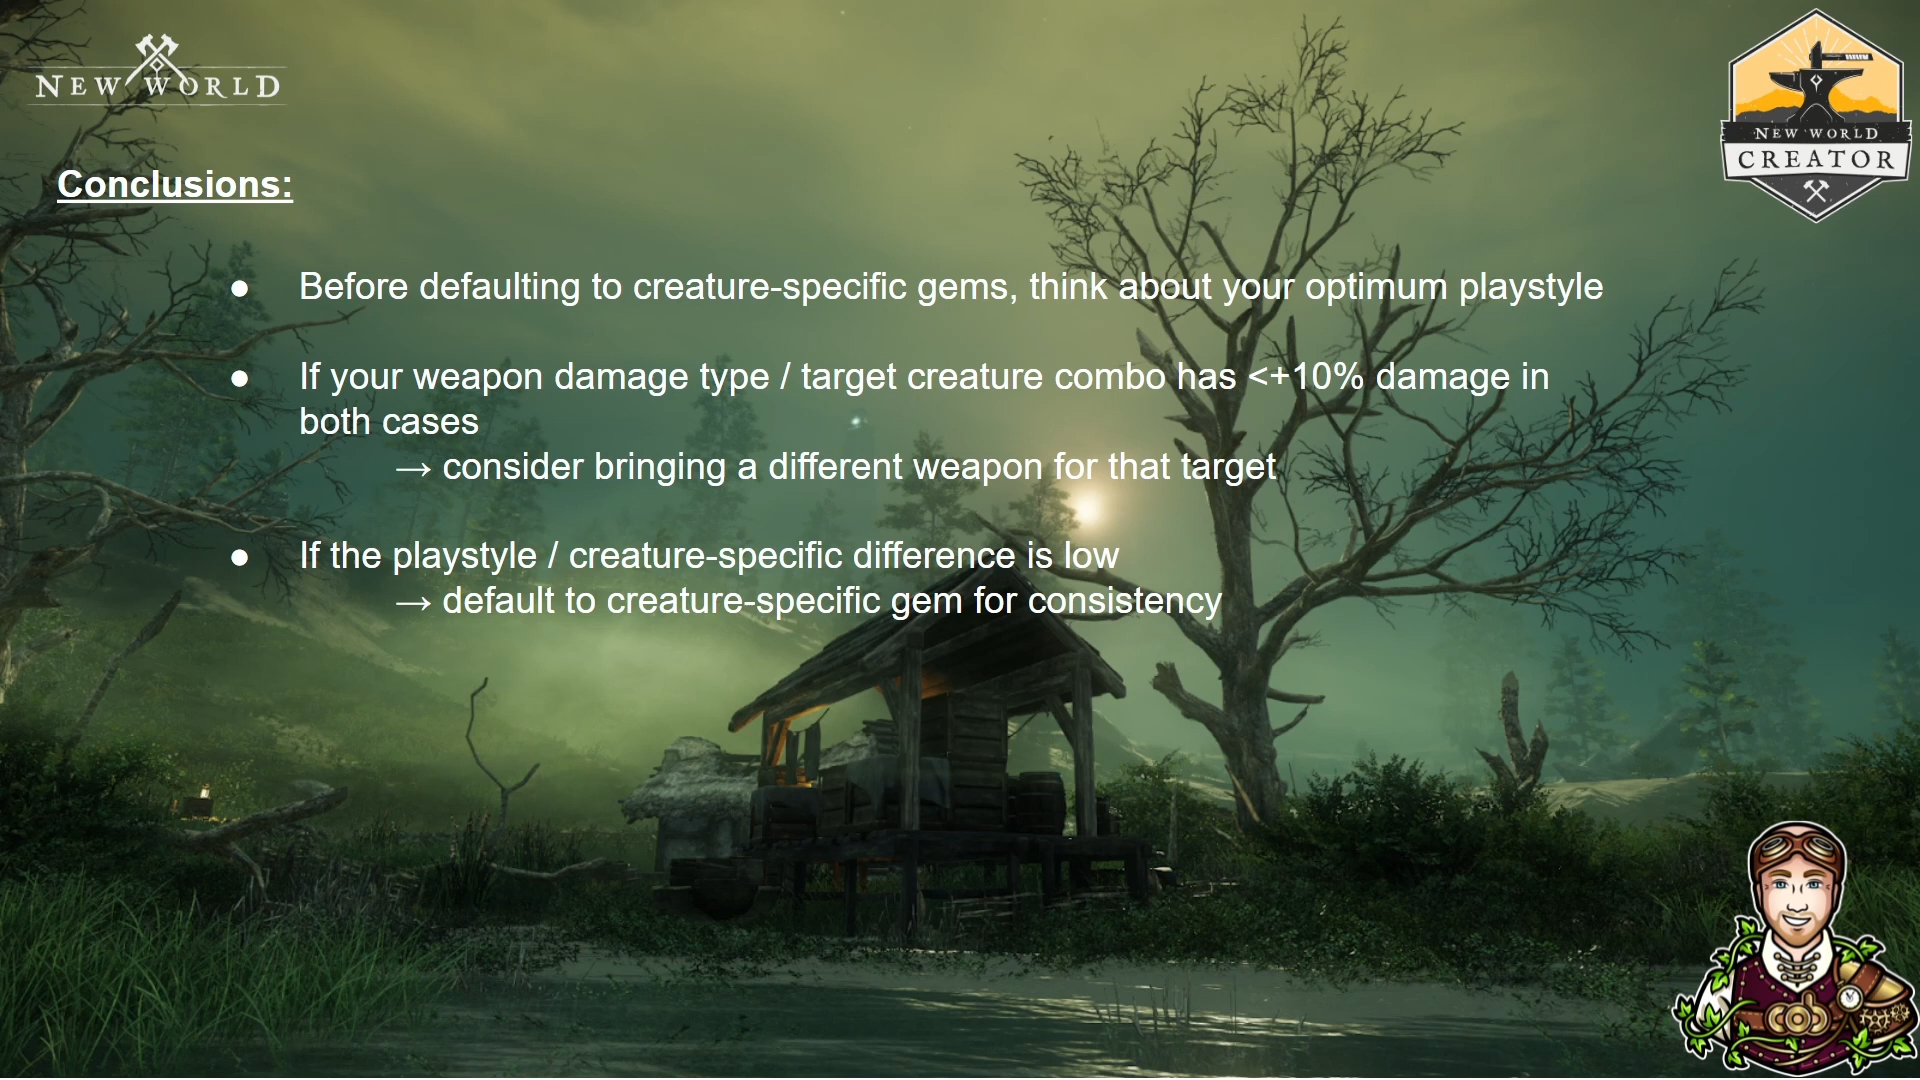 NEW WORLD
NEW WORLD
CREATOR
Conclusions:
● Before defaulting to creature-specific gems, think about your optimum playstyle
● If your weapon damage type / target creature combo has <+10% damage in
both cases
→ consider bringing a different weapon for that target
● If the playstyle / creature-specific difference is low
→ default to creature-specific gem for consistency